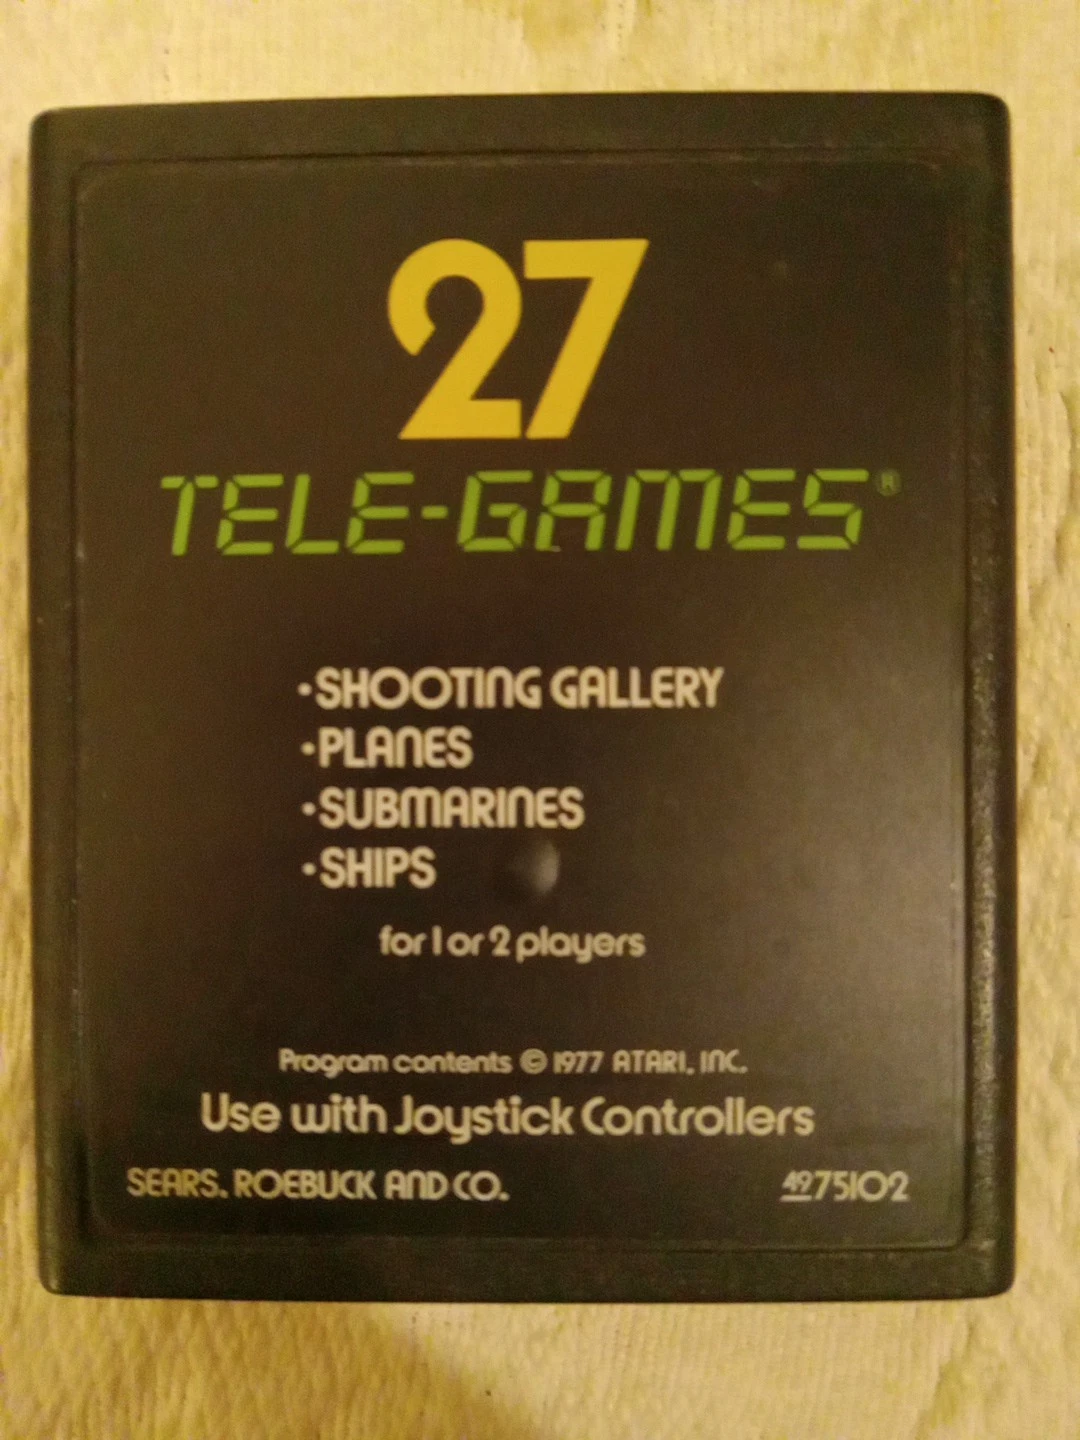 27
TELE-GAMES®
•SHOOTING GALLERY
•PLANES
•SUBMARINES
•SHIPS
for 1 or 2 players
Program contents © 1977 ATARI, INC.
Use with Joystick Controllers
SEARS, ROEBUCK AND CO. 4975102